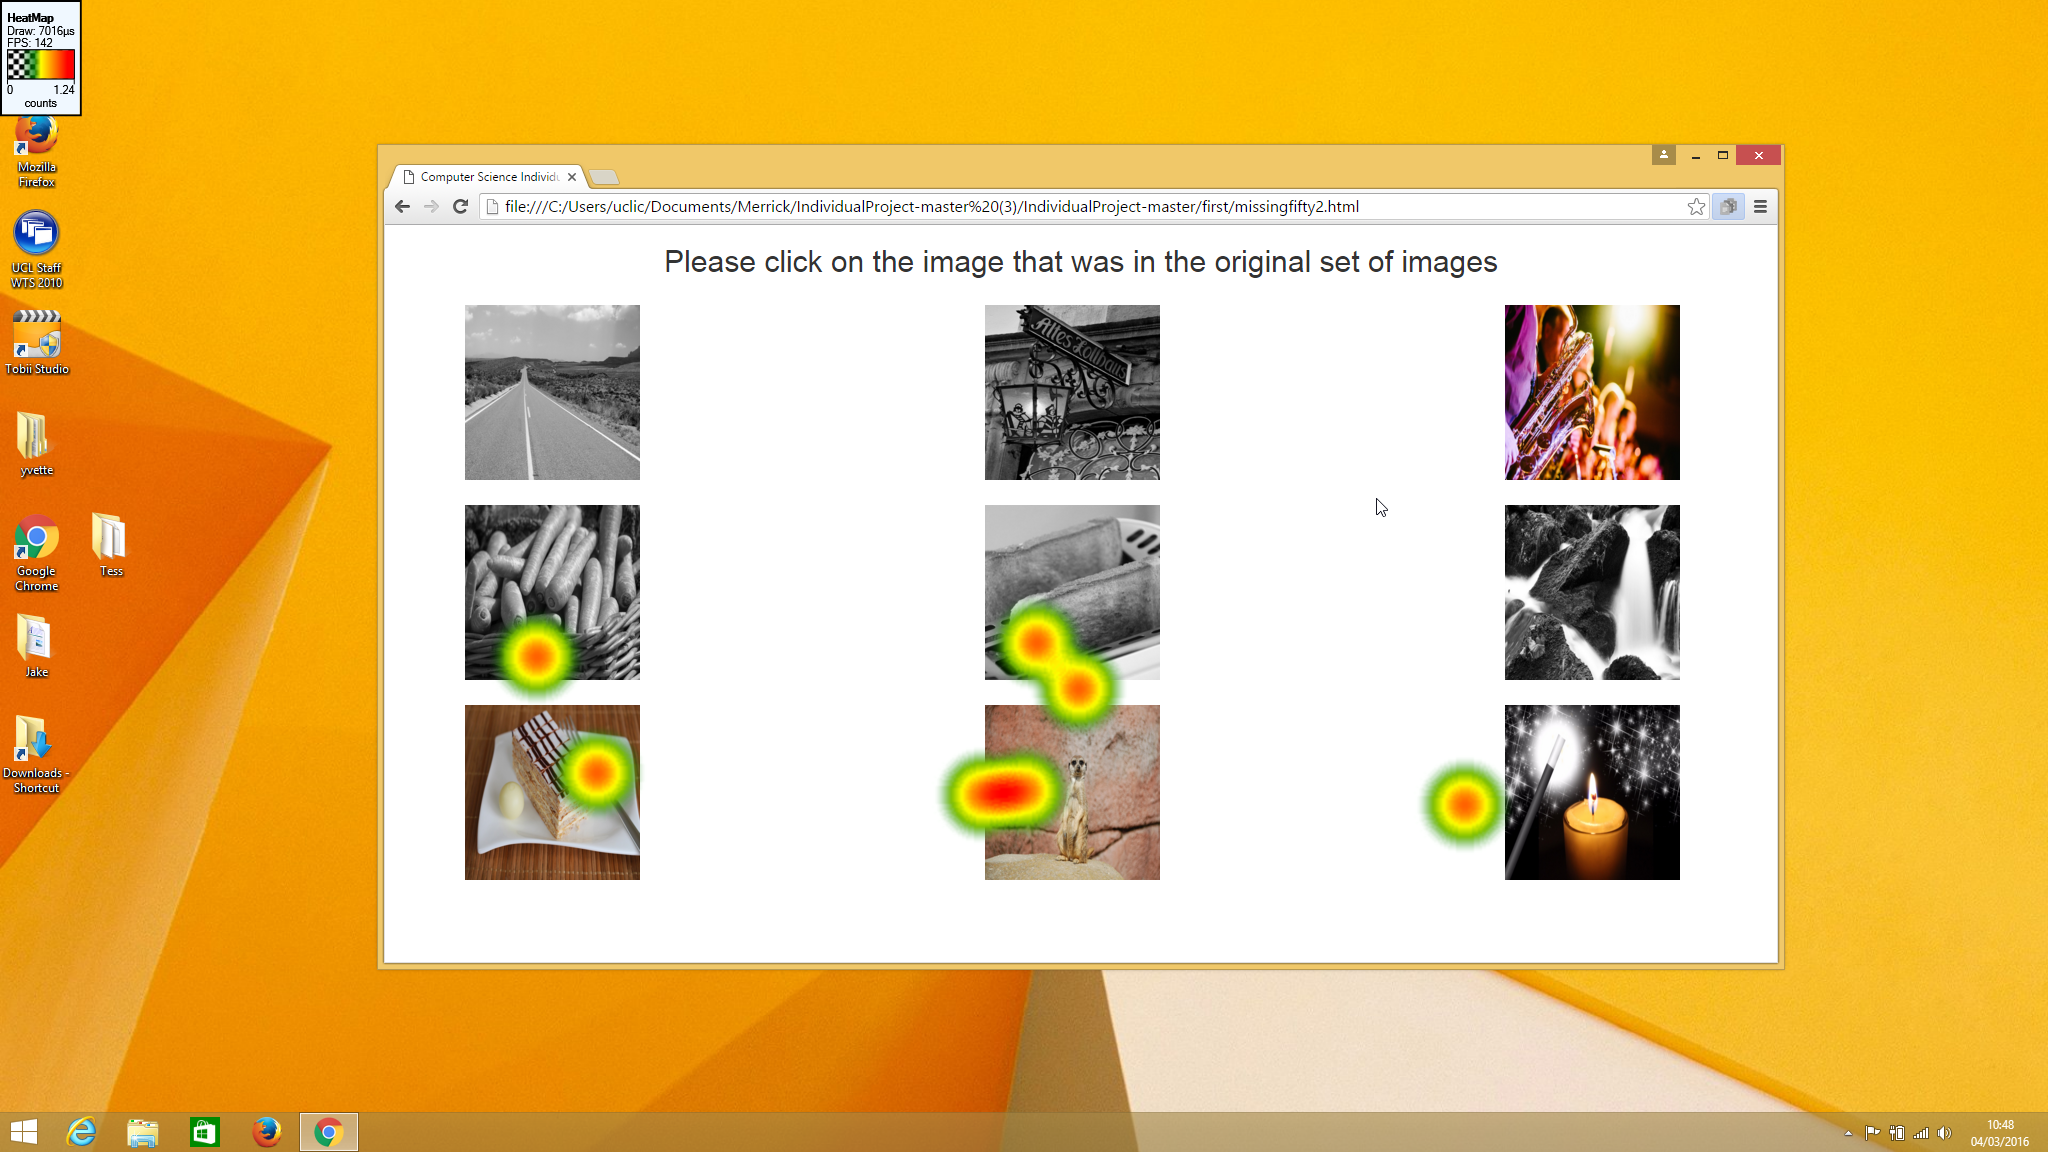 HeatMap
Draw: 7016µs
FPS: 142
0 1.24
counts
Mozilla
Firefox
UCL Staff
WTS 2010
Tobii Studio
yvette
Google
Chrome
Tess
Jake
Downloads -
Shortcut
Computer Science Individu
file:///C:/Users/uclic/Documents/Merrick/IndividualProject-master%20(3)/IndividualProject-master/first/missingfifty2.html
Please click on the image that was in the original set of images
Altes Zollhaus
10:48
04/03/2016